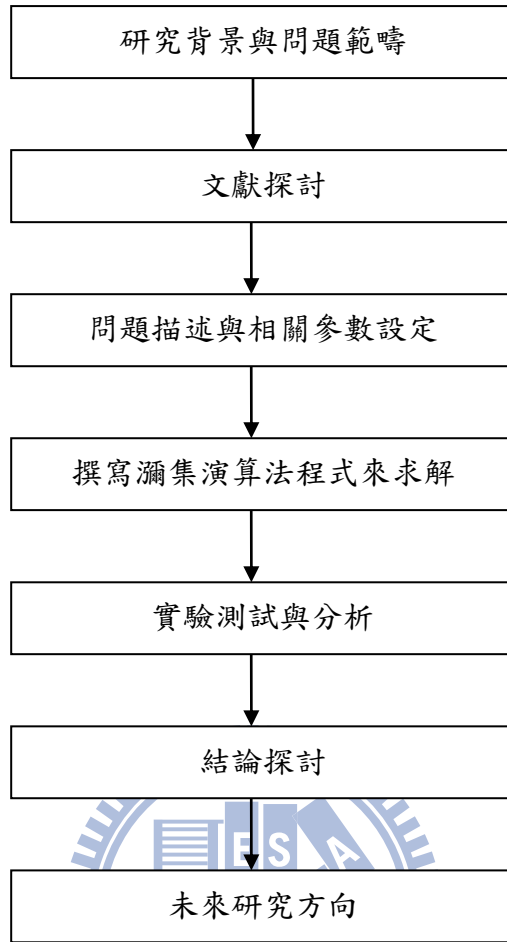 研究背景與問題範疇
文獻探討
問題描述與相關參數設定
撰寫瀰集演算法程式來求解
實驗測試與分析
結論探討
E S A
未來研究方向